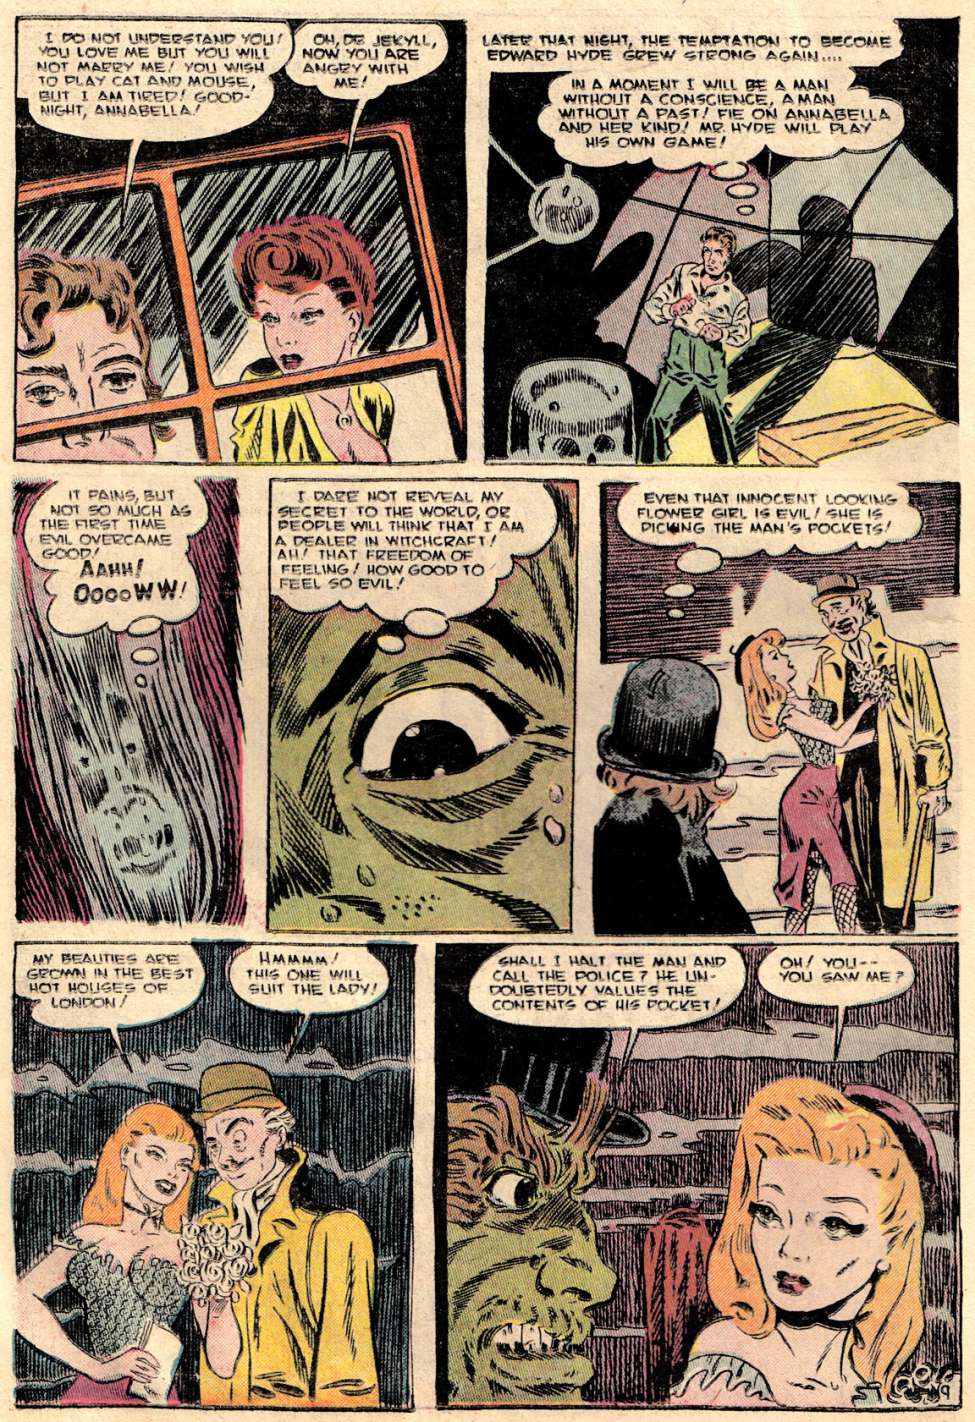 I DO NOT UNDERSTAND YOU!
YOU LOVE ME BUT YOU WILL
NOT MARRY ME! YOU WISH
TO PLAY CAT AND MOUSE,
BUT I AM TIRED! GOOD-
NIGHT, ANNABELLA!
OH, DR JEKYLL,
NOW YOU ARE
ANGRY WITH
ME!
LATER THAT NIGHT, THE TEMPTATION TO BECOME
EDWARD HYDE GREW STRONG AGAIN....
IN A MOMENT I WILL BE A MAN
WITHOUT A CONSCIENCE, A MAN
WITHOUT A PAST! FIE ON ANNABELLA
AND HER KIND! MR. HYDE WILL PLAY
HIS OWN GAME!
IT PAINS, BUT
NOT SO MUCH AS
THE FIRST TIME
EVIL OVERCAME
GOOD!
AAHH!
OOOOWW!
I DARE NOT REVEAL MY
SECRET TO THE WORLD, OR
PEOPLE WILL THINK THAT I AM
A DEALER IN WITCHCRAFT!
AH! THAT FREEDOM OF
FEELING! HOW GOOD TO
FEEL SO EVIL!
EVEN THAT INNOCENT LOOKING
FLOWER GIRL IS EVIL! SHE IS
PICKING THE MAN'S POCKETS!
MY BEAUTIES ARE
GROWN IN THE BEST
HOT HOUSES OF
LONDON!
HMMMM!
THIS ONE WILL
SUIT THE LADY!
SHALL I HALT THE MAN AND
CALL THE POLICE? HE UN-
DOUBTEDLY VALUES THE
CONTENTS OF HIS POCKET!
OH! YOU--
YOU SAW ME?
9